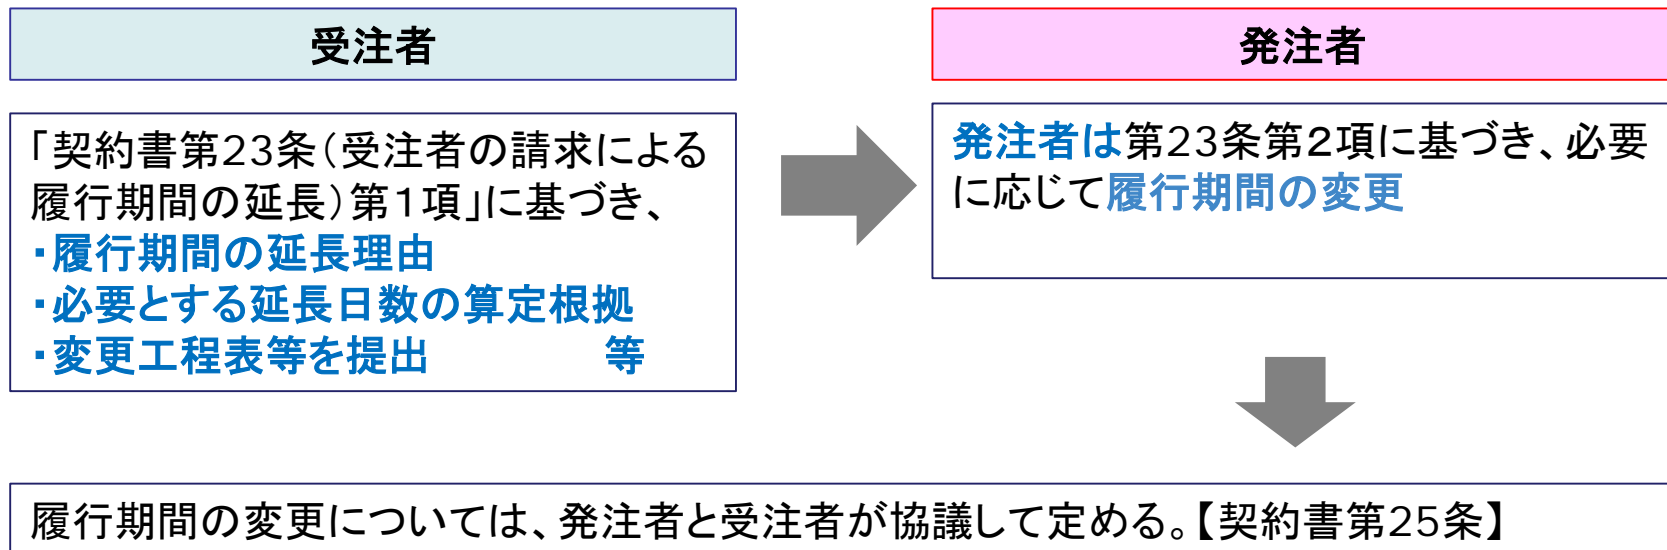 受注者
「契約書第23条（受注者の請求による
履行期間の延長）第１項」に基づき、
・履行期間の延長理由
・必要とする延長日数の算定根拠
・変更工程表等を提出　　　　　等
発注者
発注者は第23条第２項に基づき、必要
に応じて履行期間の変更
履行期間の変更については、発注者と受注者が協議して定める。【契約書第25条】